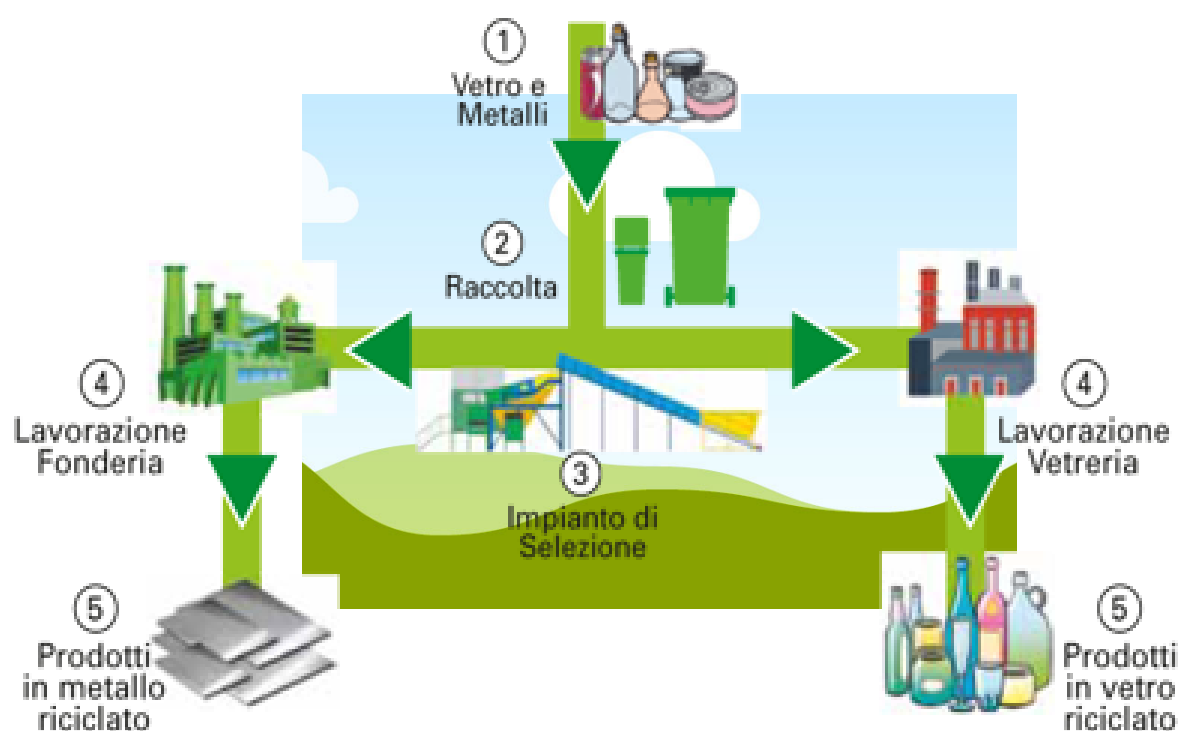 1
Vetro e
Metalli
2
Raccolta
3
Impianto di
Selezione
4
Lavorazione
Fonderia
4
Lavorazione
Vetreria
5
Prodotti
in metallo
riciclato
5
Prodotti
in vetro
riciclato